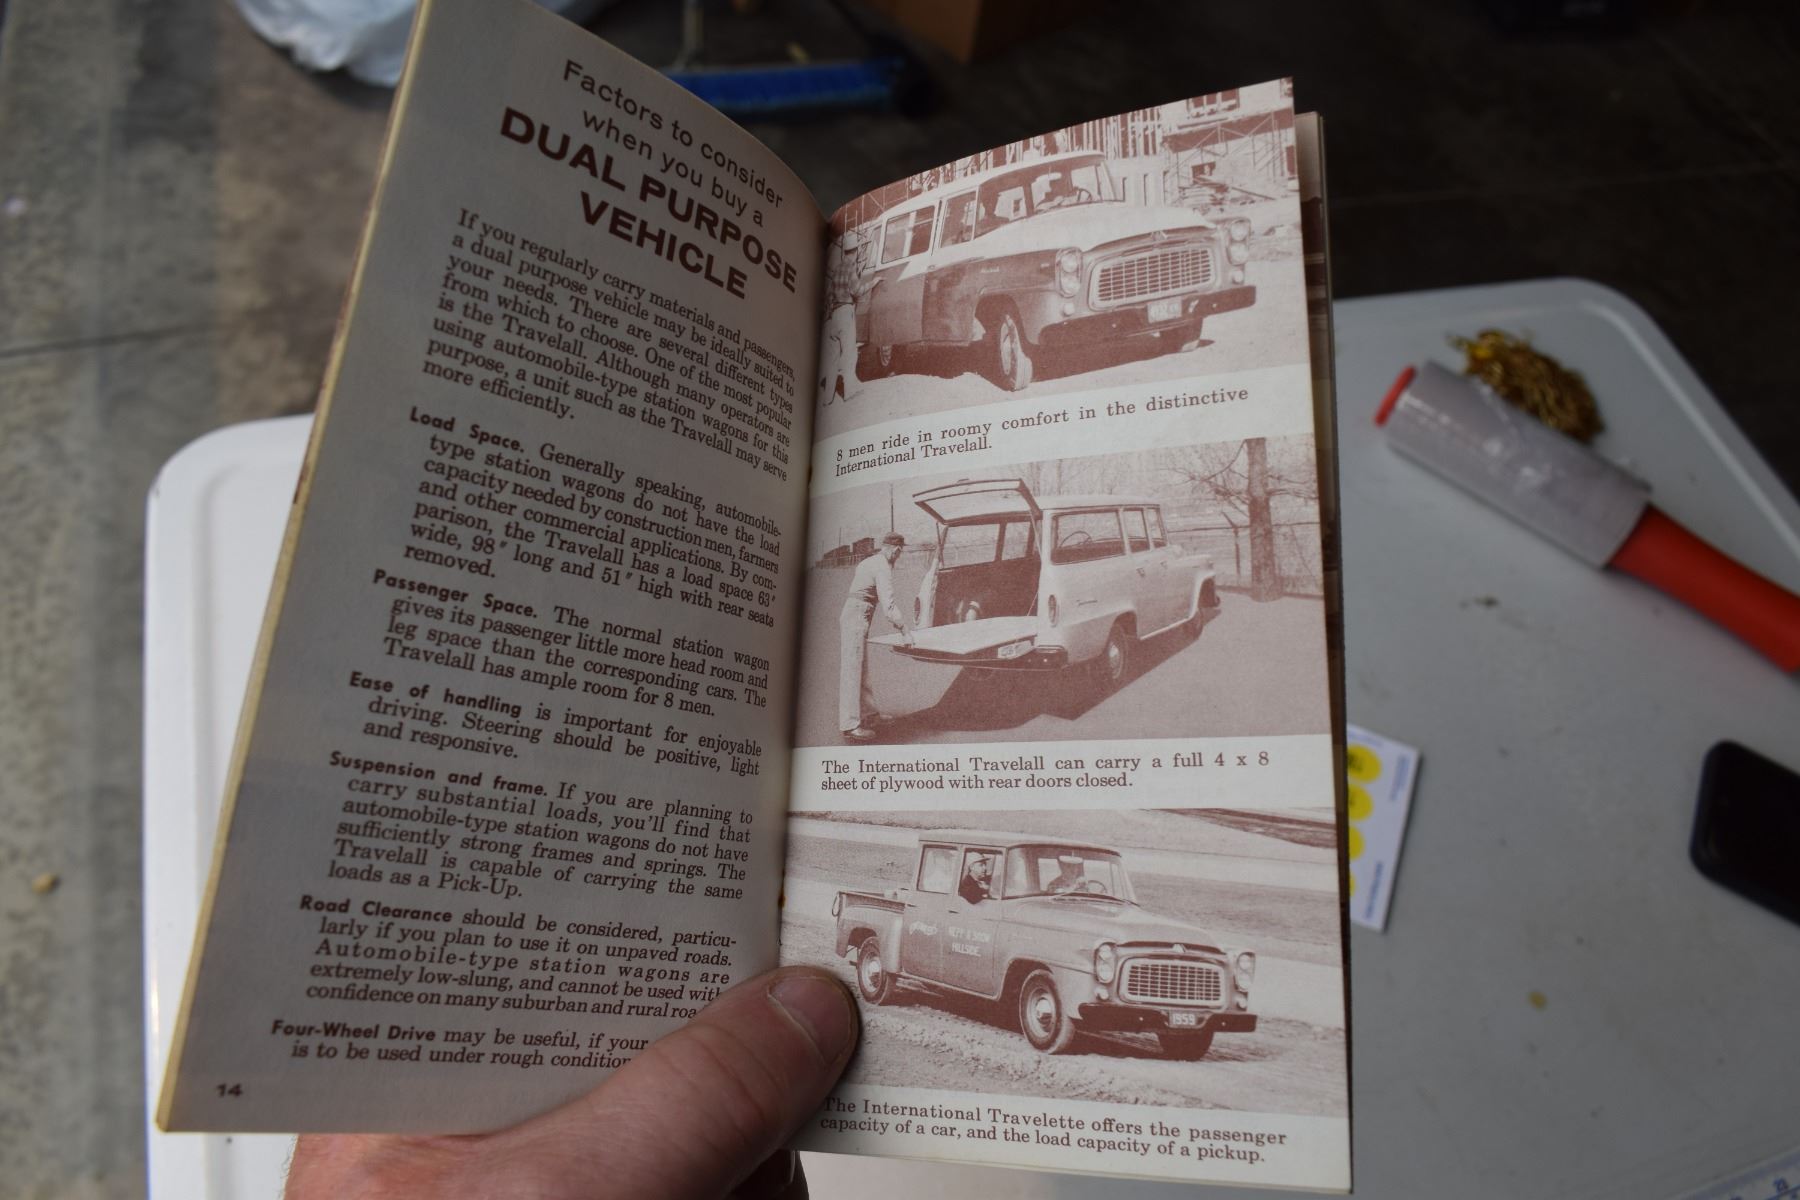 Factors to consider
when you buy a
DUAL PURPOSE
VEHICLE
If you regularly carry materials and passengers,
a dual purpose vehicle may be ideally suited to
your needs. There are several different types
from which to choose. One of the most popular
is the Travelall. Although many operators are
using automobile-type station wagons for this
purpose, a unit such as the Travelall may serve
more efficiently.
Load Space. Generally speaking, automobile-
type station wagons do not have the load
capacity needed by construction men, farmers
and other commercial applications. By com-
parison, the Travelall has a load space 63"
wide, 98" long and 51" high with rear seats
removed.
Passenger Space. The normal station wagon
gives its passenger little more head room and
leg space than the corresponding cars. The
Travelall has ample room for 8 men.
Ease of handling is important for enjoyable
driving. Steering should be positive, light
and responsive.
Suspension and frame. If you are planning to
carry substantial loads, you'll find that
automobile-type station wagons do not have
sufficiently strong frames and springs. The
Travelall is capable of carrying the same
loads as a Pick-Up.
Road Clearance should be considered, particu-
larly if you plan to use it on unpaved roads.
Automobile-type station wagons are
extremely low-slung, and cannot be used with
confidence on many suburban and rural roa
Four-Wheel Drive may be useful, if your
is to be used under rough condition
14
8 men ride in roomy comfort in the distinctive
International Travelall.
The International Travelall can carry a full 4 x 8
sheet of plywood with rear doors closed.
HILLSIDE
1959
The International Travelette offers the passenger
capacity of a car, and the load capacity of a pickup.
23